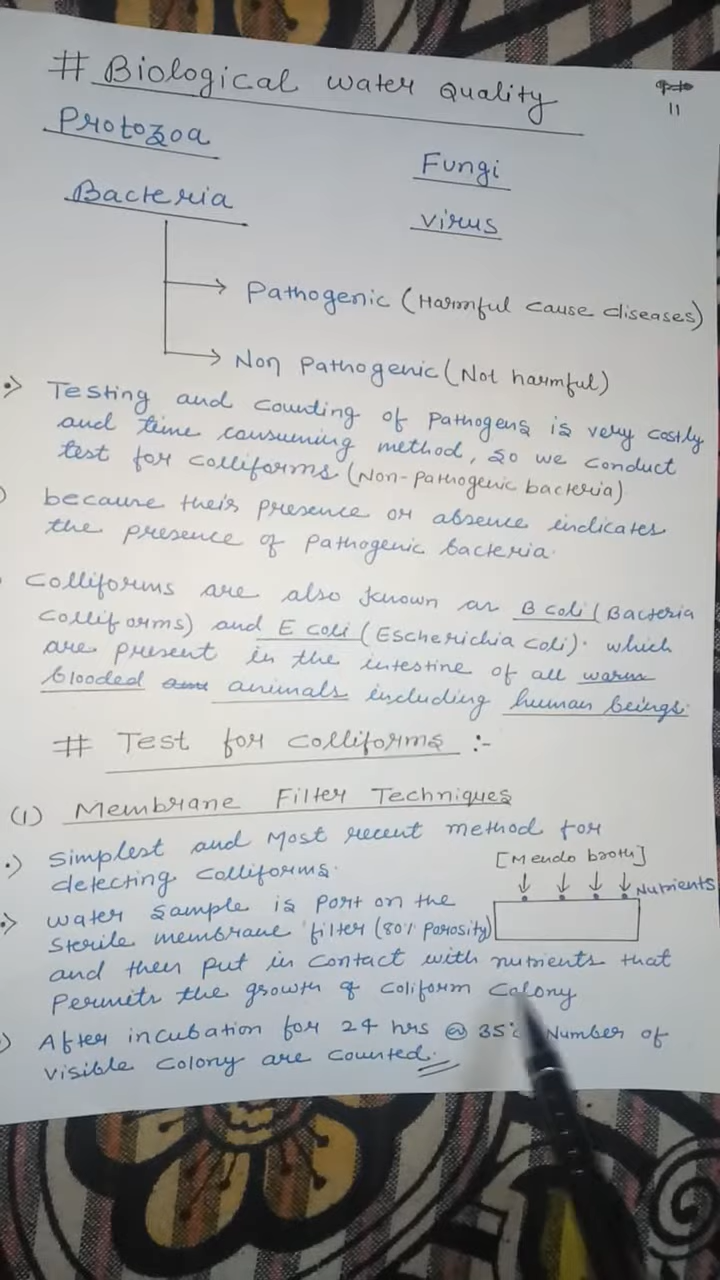 # Biological Water Quality
11
Protozoa
Fungi
Bacteria
Virus
Pathogenic (Harmful cause diseases)
Non Pathogenic (Not harmful)
Testing and counting of pathogens is very costly
and time consuming method, so we conduct
test for colliforms (Non-pathogenic bacteria)
because their presence or absence indicates
the presence of pathogenic bacteria.
Colliforms are also known as B coli (Bacteria
colliforms) and E coli (Escherichia coli). which
are present in the intestine of all warm
blooded animals including human beings.
# Test for colliforms :-
(1) Membrane Filter Techniques
Simplest and Most recent method for
detecting colliforms.
[Mendo broth]
Nutrients
Water sample is port on the
sterile membrane filter (80% Porosity)
and then put in contact with nutrients that
Permits the growth of coliform colony
After incubation for 24 hrs @ 35°c Number of
visible colony are counted.